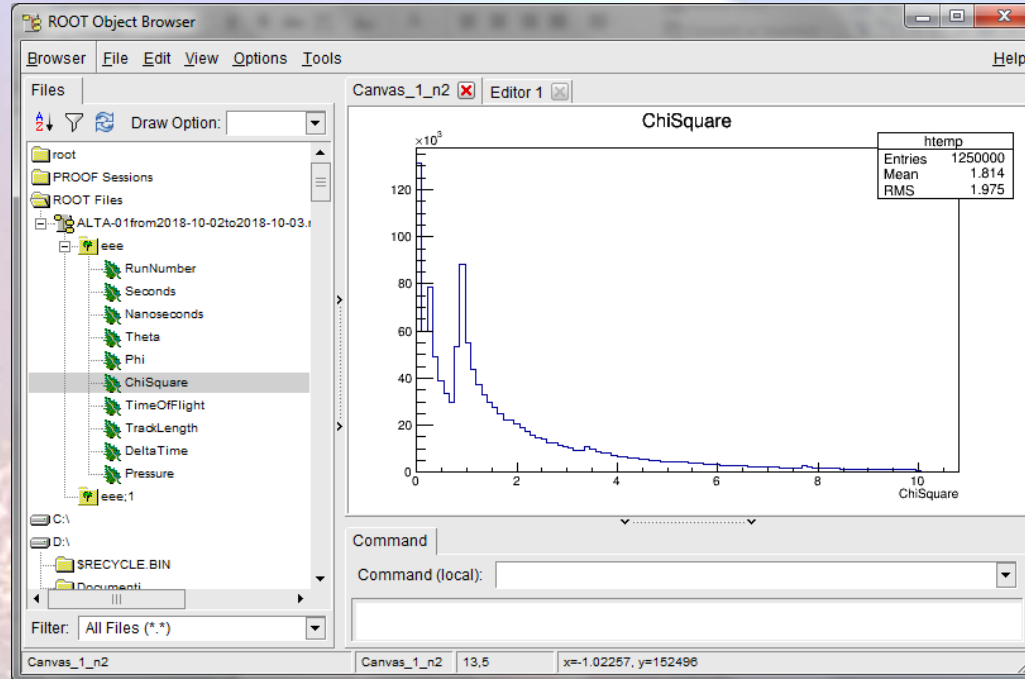 ROOT Object Browser
Browser File Edit View Options Tools Help
Files
Draw Option:
root
PROOF Sessions
ROOT Files
ALTA-01from2018-10-02to2018-10-03.r
eee
RunNumber
Seconds
Nanoseconds
Theta
Phi
ChiSquare
TimeOfFlight
TrackLength
DeltaTime
Pressure
eee;1
C:\
D:\
$RECYCLE.BIN
Documenti
Filter: All Files (*.*)
Canvas_1_n2 Editor 1
ChiSquare
×10³
htemp
Entries 1250000
Mean 1.814
RMS 1.975
120
100
80
60
40
20
0
0 2 4 6 8 10
ChiSquare
Command
Command (local):
Canvas_1_n2 Canvas_1_n2 13,5 x=-1.02257, y=152496